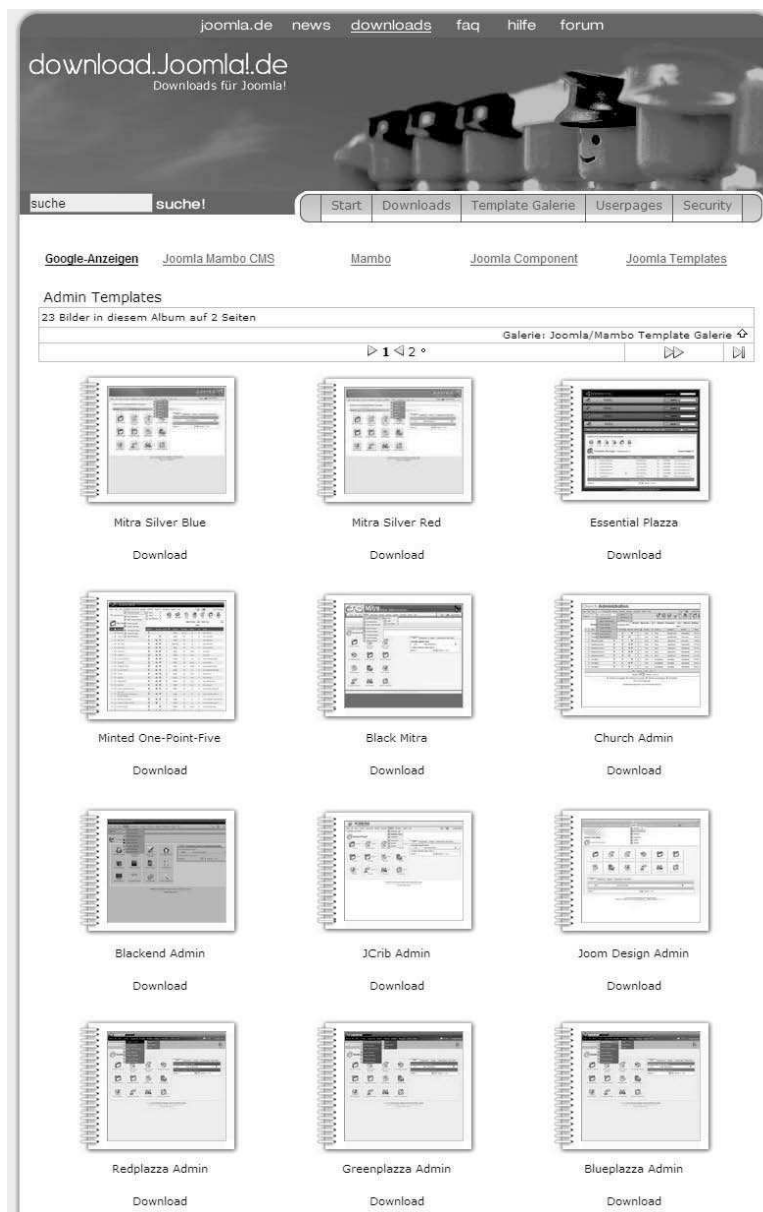 joomla.de news downloads faq hilfe forum
download.Joomla!.de
Downloads für Joomla!
suche suche! Start Downloads Template Galerie Userpages Security
Google-Anzeigen Joomla Mambo CMS Mambo Joomla Component Joomla Templates
Admin Templates
23 Bilder in diesem Album auf 2 Seiten
Galerie: Joomla/Mambo Template Galerie
1 2 °
Mitra Silver Blue Mitra Silver Red Essential Plazza
Download Download Download
Mitra
Administration
Minted One-Point-Five Black Mitra Church Admin
Download Download Download
Blackend Admin JCrib Admin Joom Design Admin
Download Download Download
Redplazza Admin Greenplazza Admin Blueplazza Admin
Download Download Download